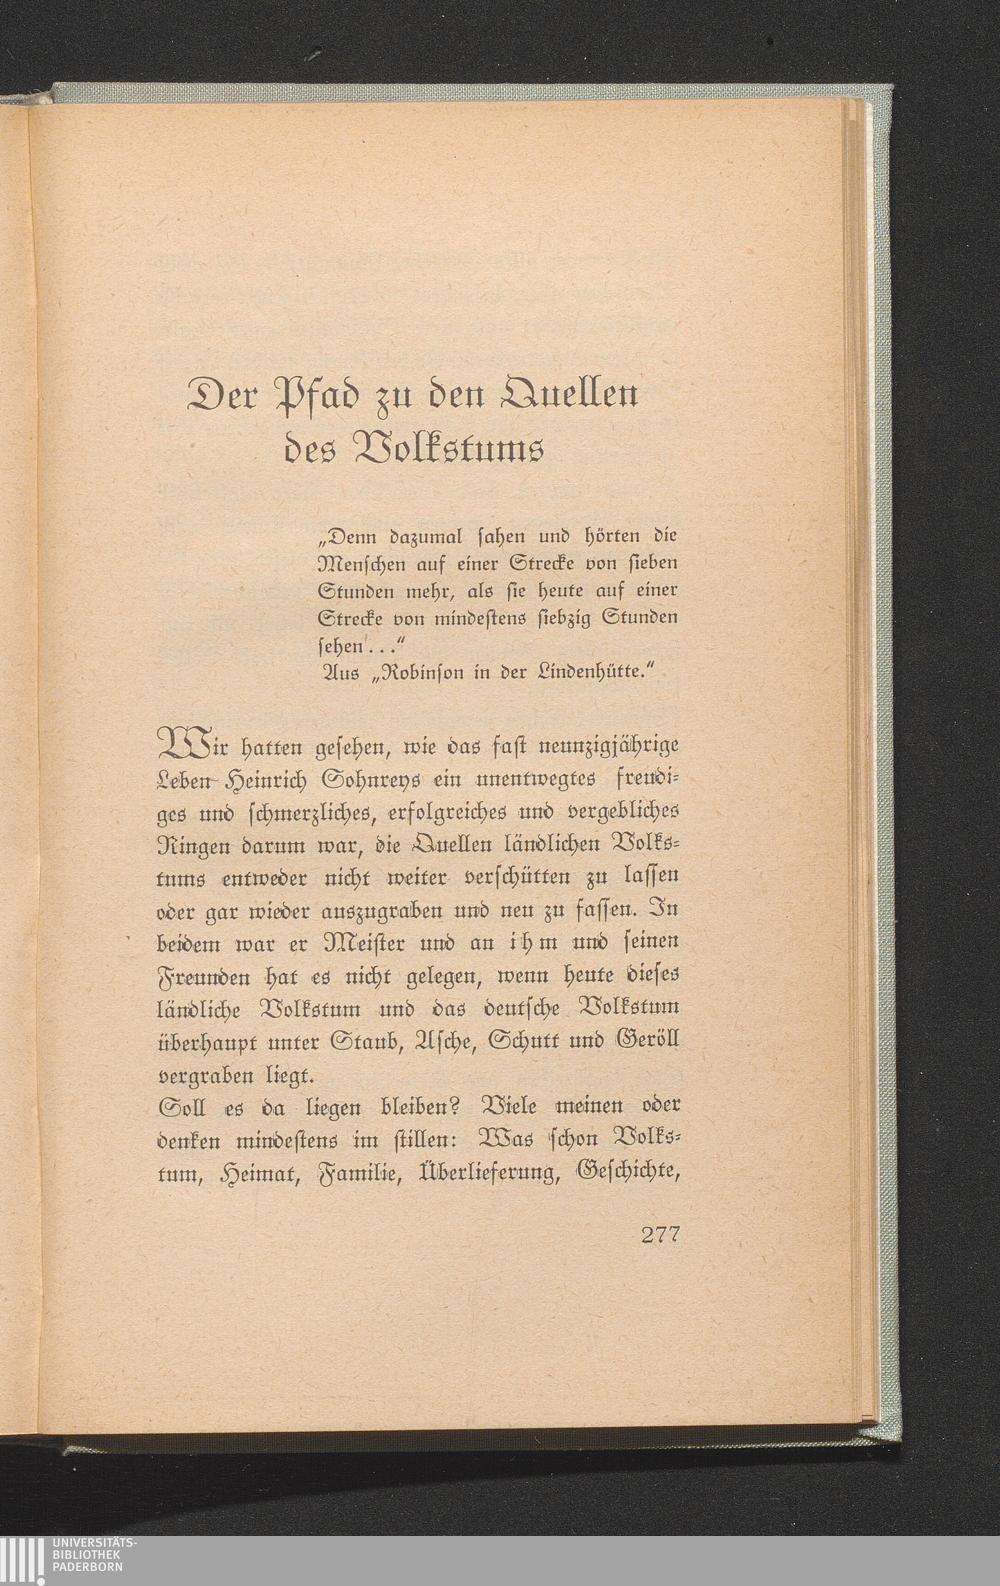 Der Pfad zu den Quellen
des Volkstums
„Denn dazumal sahen und hörten die
Menschen auf einer Strecke von sieben
Stunden mehr, als sie heute auf einer
Strecke von mindestens siebzig Stunden
sehen . . .“
Aus „Robinson in der Lindenhütte.“
Wir hatten gesehen, wie das fast neunzigjährige
Leben Heinrich Sohnreys ein unentwegtes freudi-
ges und schmerzliches, erfolgreiches und vergebliches
Ringen darum war, die Quellen ländlichen Volks-
tums entweder nicht weiter verschütten zu lassen
oder gar wieder auszugraben und neu zu fassen. In
beidem war er Meister und an ihm und seinen
Freunden hat es nicht gelegen, wenn heute dieses
ländliche Volkstum und das deutsche Volkstum
überhaupt unter Staub, Asche, Schutt und Geröll
vergraben liegt.
Soll es da liegen bleiben? Viele meinen oder
denken mindestens im stillen: Was schon Volks-
tum, Heimat, Familie, Überlieferung, Geschichte,
277
UNIVERSITÄTS-
BIBLIOTHEK
PADERBORN